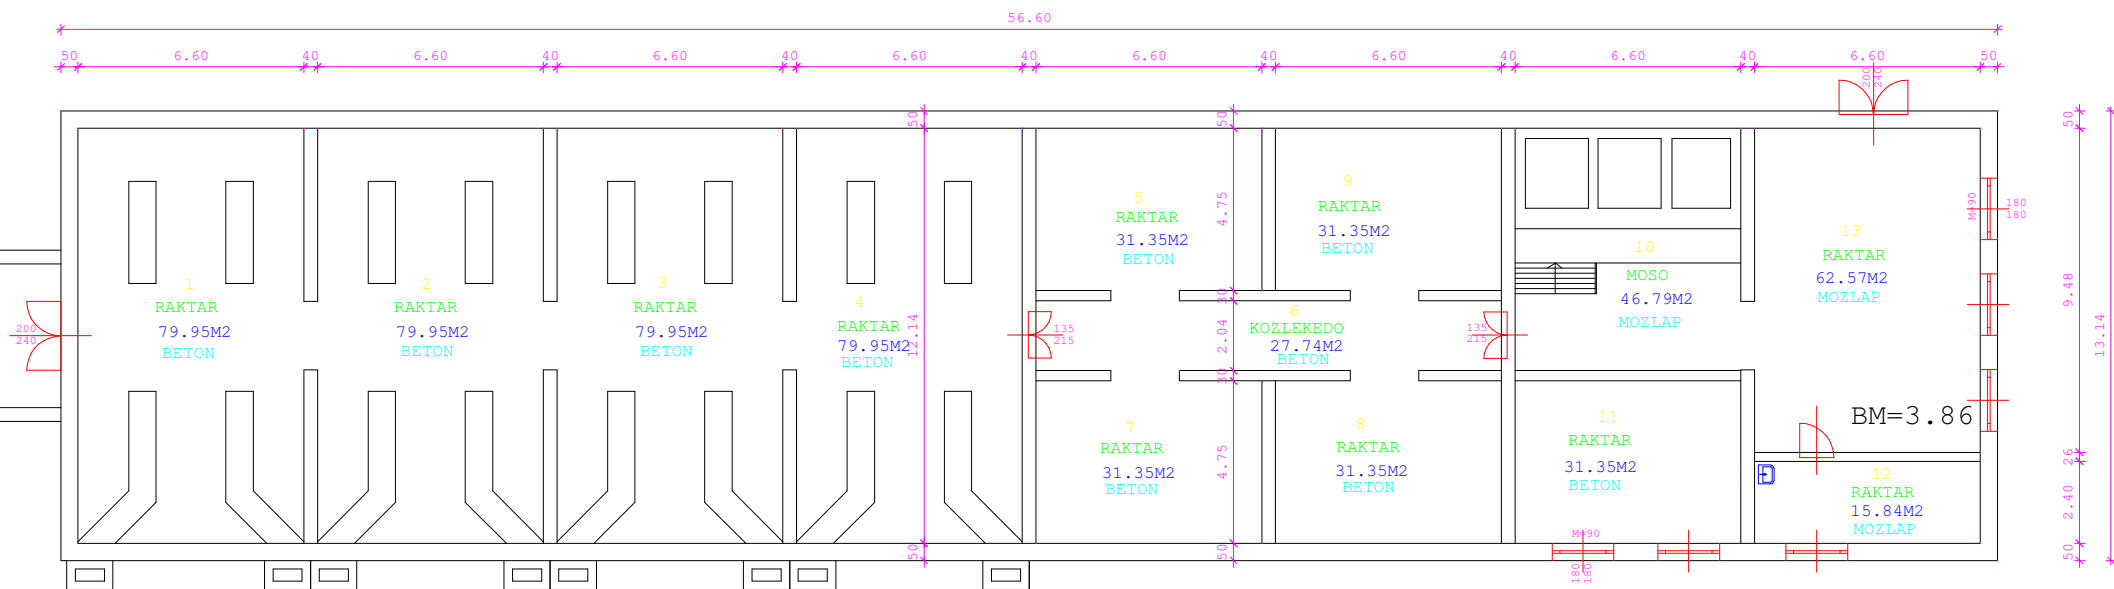 56.60
50 6.60 40 6.60 40 6.60 40 6.60 40 6.60 40 6.60 40 6.60 40 6.60 50
200
240
50
50
50
1
RAKTAR
79.95M2
BETON
2
RAKTAR
79.95M2
BETON
3
RAKTAR
79.95M2
BETON
4
RAKTAR
79.95M2
BETON
12.14
50
5
RAKTAR
31.35M2
BETON
4.75
30
2.04
30
4.75
50
9
RAKTAR
31.35M2
BETON
6
KOZLEKEDO
27.74M2
BETON
135
215
135
215
7
RAKTAR
31.35M2
BETON
8
RAKTAR
31.35M2
BETON
10
MOSO
46.79M2
MOZLAP
11
RAKTAR
31.35M2
BETON
13
RAKTAR
62.57M2
MOZLAP
M=90
180
180
BM=3.86
12
RAKTAR
15.84M2
MOZLAP
M=90
180
180
200
240
9.48
26
2.40
50
13.14